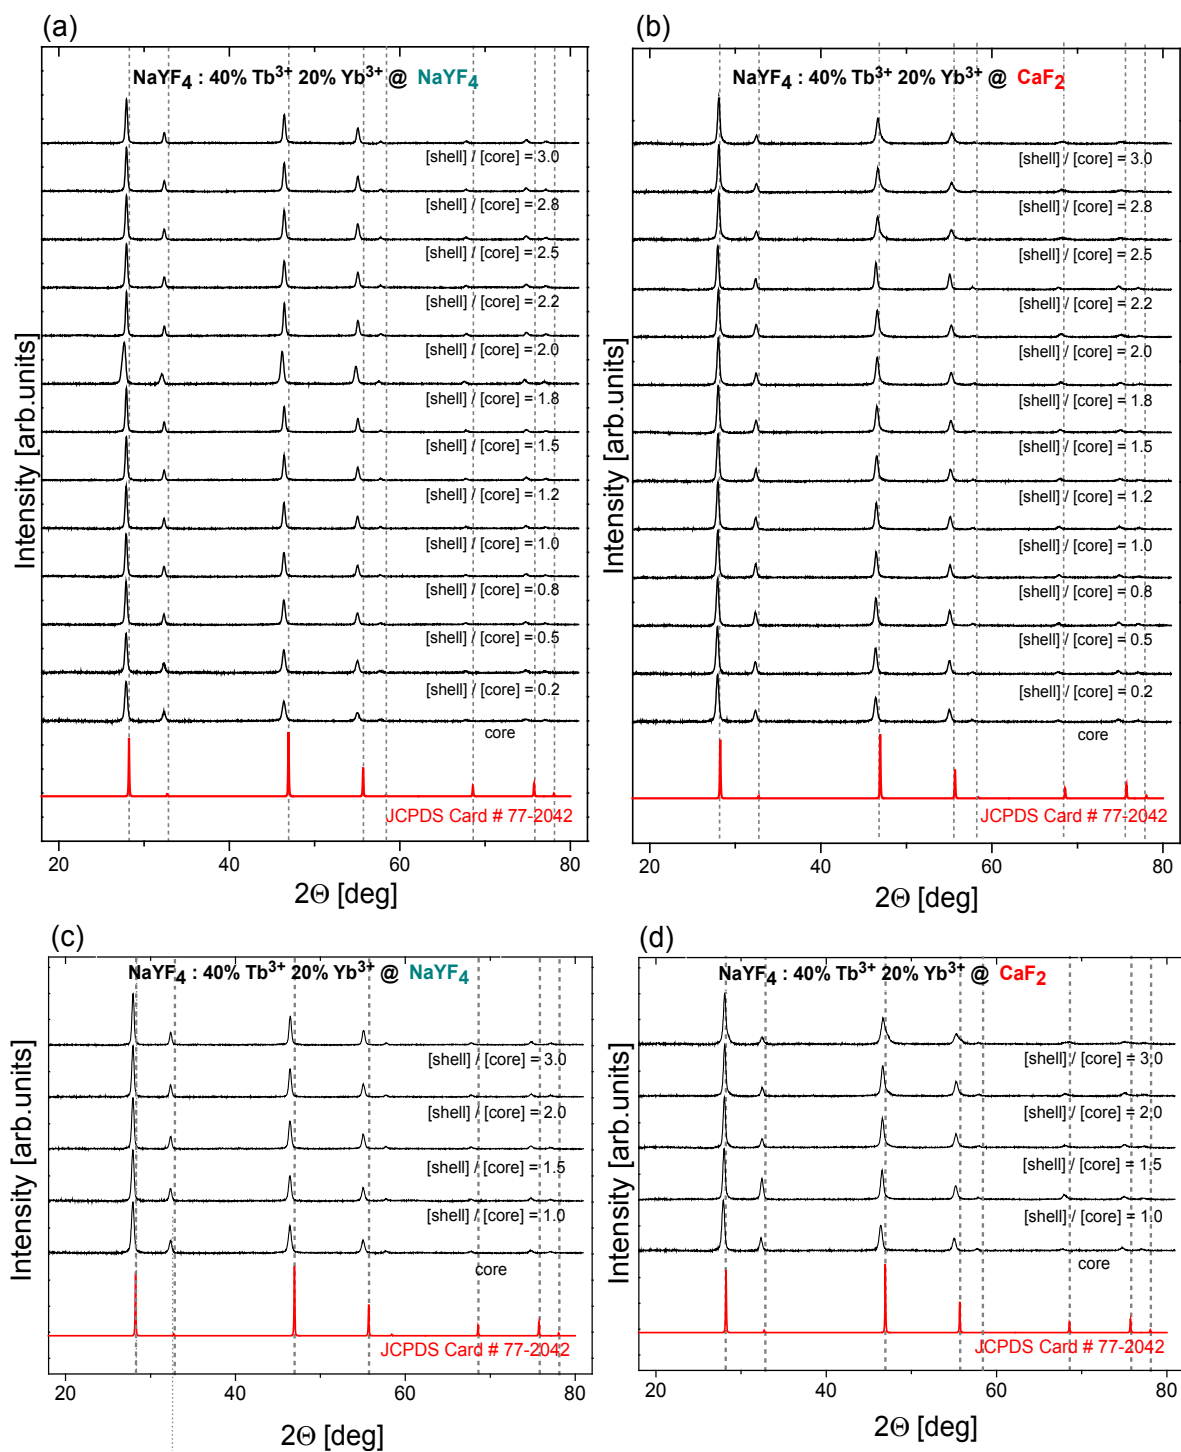 (a)
NaYF₄ : 40% Tb³⁺ 20% Yb³⁺ @ NaYF₄
[shell] / [core] = 3.0
[shell] / [core] = 2.8
[shell] / [core] = 2.5
[shell] / [core] = 2.2
[shell] / [core] = 2.0
[shell] / [core] = 1.8
[shell] / [core] = 1.5
[shell] / [core] = 1.2
[shell] / [core] = 1.0
[shell] / [core] = 0.8
[shell] / [core] = 0.5
[shell] / [core] = 0.2
core
JCPDS Card # 77-2042
Intensity [arb.units]
20 40 60 80
2Θ [deg]
(b)
NaYF₄ : 40% Tb³⁺ 20% Yb³⁺ @ CaF₂
[shell] / [core] = 3.0
[shell] / [core] = 2.8
[shell] / [core] = 2.5
[shell] / [core] = 2.2
[shell] / [core] = 2.0
[shell] / [core] = 1.8
[shell] / [core] = 1.5
[shell] / [core] = 1.2
[shell] / [core] = 1.0
[shell] / [core] = 0.8
[shell] / [core] = 0.5
[shell] / [core] = 0.2
core
JCPDS Card # 77-2042
Intensity [arb.units]
20 40 60 80
2Θ [deg]
(c)
NaYF₄ : 40% Tb³⁺ 20% Yb³⁺ @ NaYF₄
[shell] / [core] = 3.0
[shell] / [core] = 2.0
[shell] / [core] = 1.5
[shell] / [core] = 1.0
core
JCPDS Card # 77-2042
Intensity [arb.units]
20 40 60 80
2Θ [deg]
(d)
NaYF₄ : 40% Tb³⁺ 20% Yb³⁺ @ CaF₂
[shell] / [core] = 3.0
[shell] / [core] = 2.0
[shell] / [core] = 1.5
[shell] / [core] = 1.0
core
JCPDS Card # 77-2042
Intensity [arb.units]
20 40 60 80
2Θ [deg]